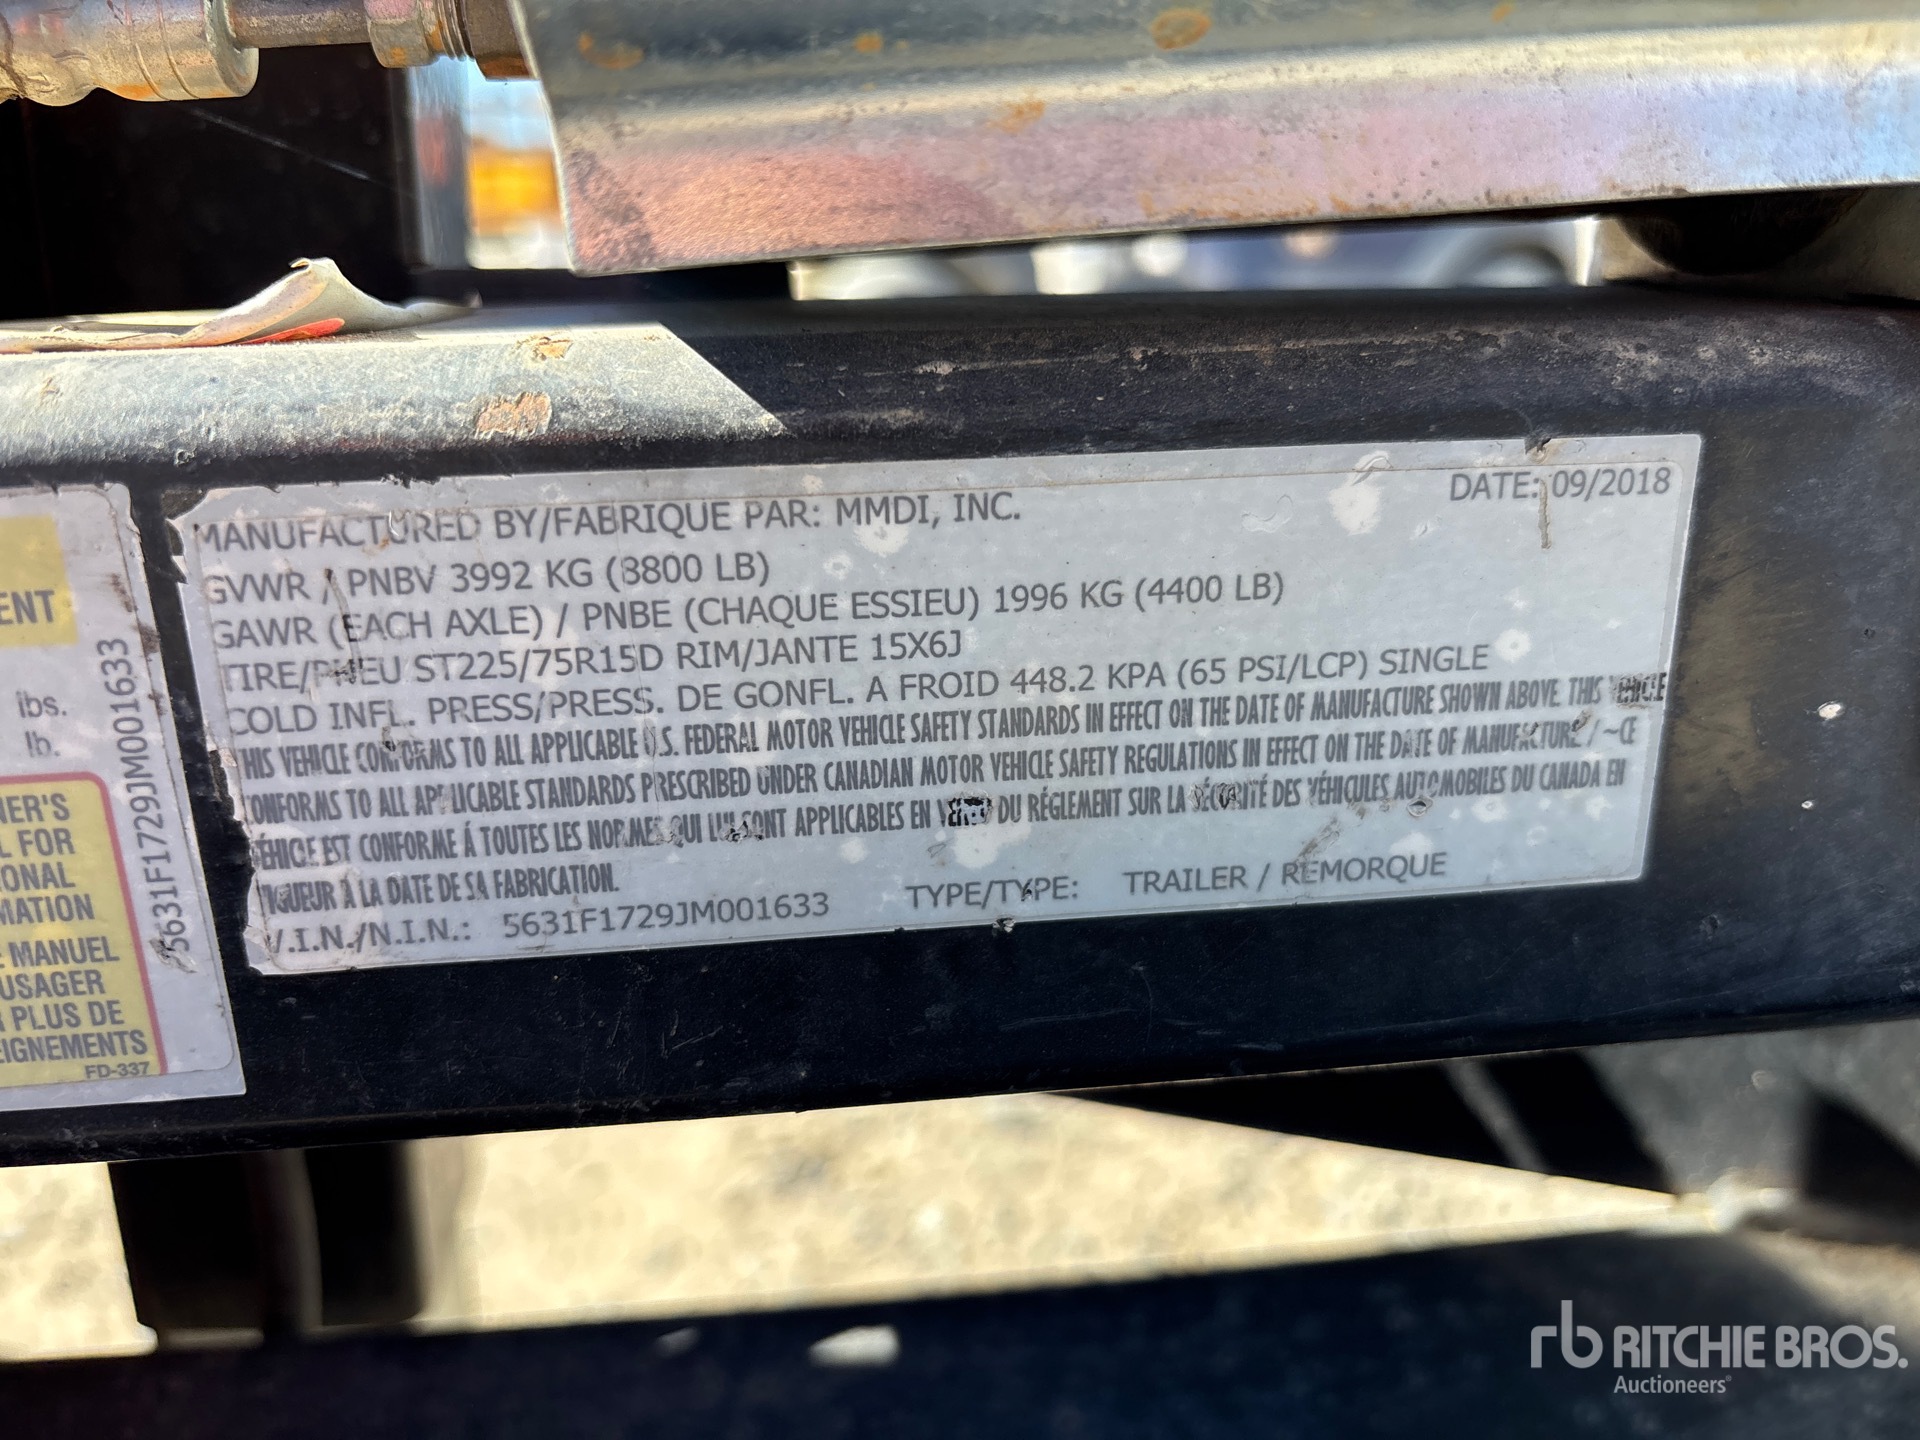 MANUFACTURED BY/FABRIQUE PAR: MMDI, INC.
DATE: 09/2018
GVWR / PNBV 3992 KG (8800 LB)
GAWR (EACH AXLE) / PNBE (CHAQUE ESSIEU) 1996 KG (4400 LB)
TIRE/PNEU ST225/75R15D RIM/JANTE 15X6J
COLD INFL. PRESS/PRESS. DE GONFL. A FROID 448.2 KPA (65 PSI/LCP) SINGLE
THIS VEHICLE CONFORMS TO ALL APPLICABLE U.S. FEDERAL MOTOR VEHICLE SAFETY STANDARDS IN EFFECT ON THE DATE OF MANUFACTURE SHOWN ABOVE. THIS VEHICLE
CONFORMS TO ALL APPLICABLE STANDARDS PRESCRIBED UNDER CANADIAN MOTOR VEHICLE SAFETY REGULATIONS IN EFFECT ON THE DATE OF MANUFACTURE / ~CE
VÉHICLE EST CONFORME Á TOUTES LES NORMES QUI LUI SONT APPLICABLES EN VERTU DU RÉGLEMENT SUR LA SÉCURITÉ DES VÉHICULES AUTOMOBILES DU CANADA EN
VIGUEUR À LA DATE DE SA FABRICATION.
V.I.N./N.I.N.: 5631F1729JM001633 TYPE/TYPE: TRAILER / REMORQUE
ENT
lbs.
lb.
NER'S
L FOR
IONAL
MATION
E MANUEL
USAGER
R PLUS DE
EIGNEMENTS
FD-337
5631F1729JM001633
rb RITCHIE BROS.
Auctioneers